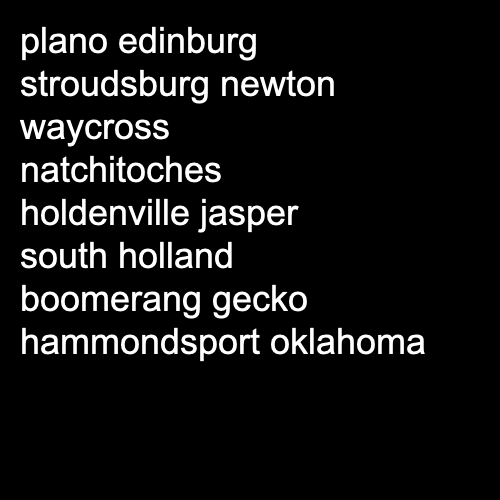 plano edinburg
stroudsburg newton
waycross
natchitoches
holdenville jasper
south holland
boomerang gecko
hammondsport oklahoma